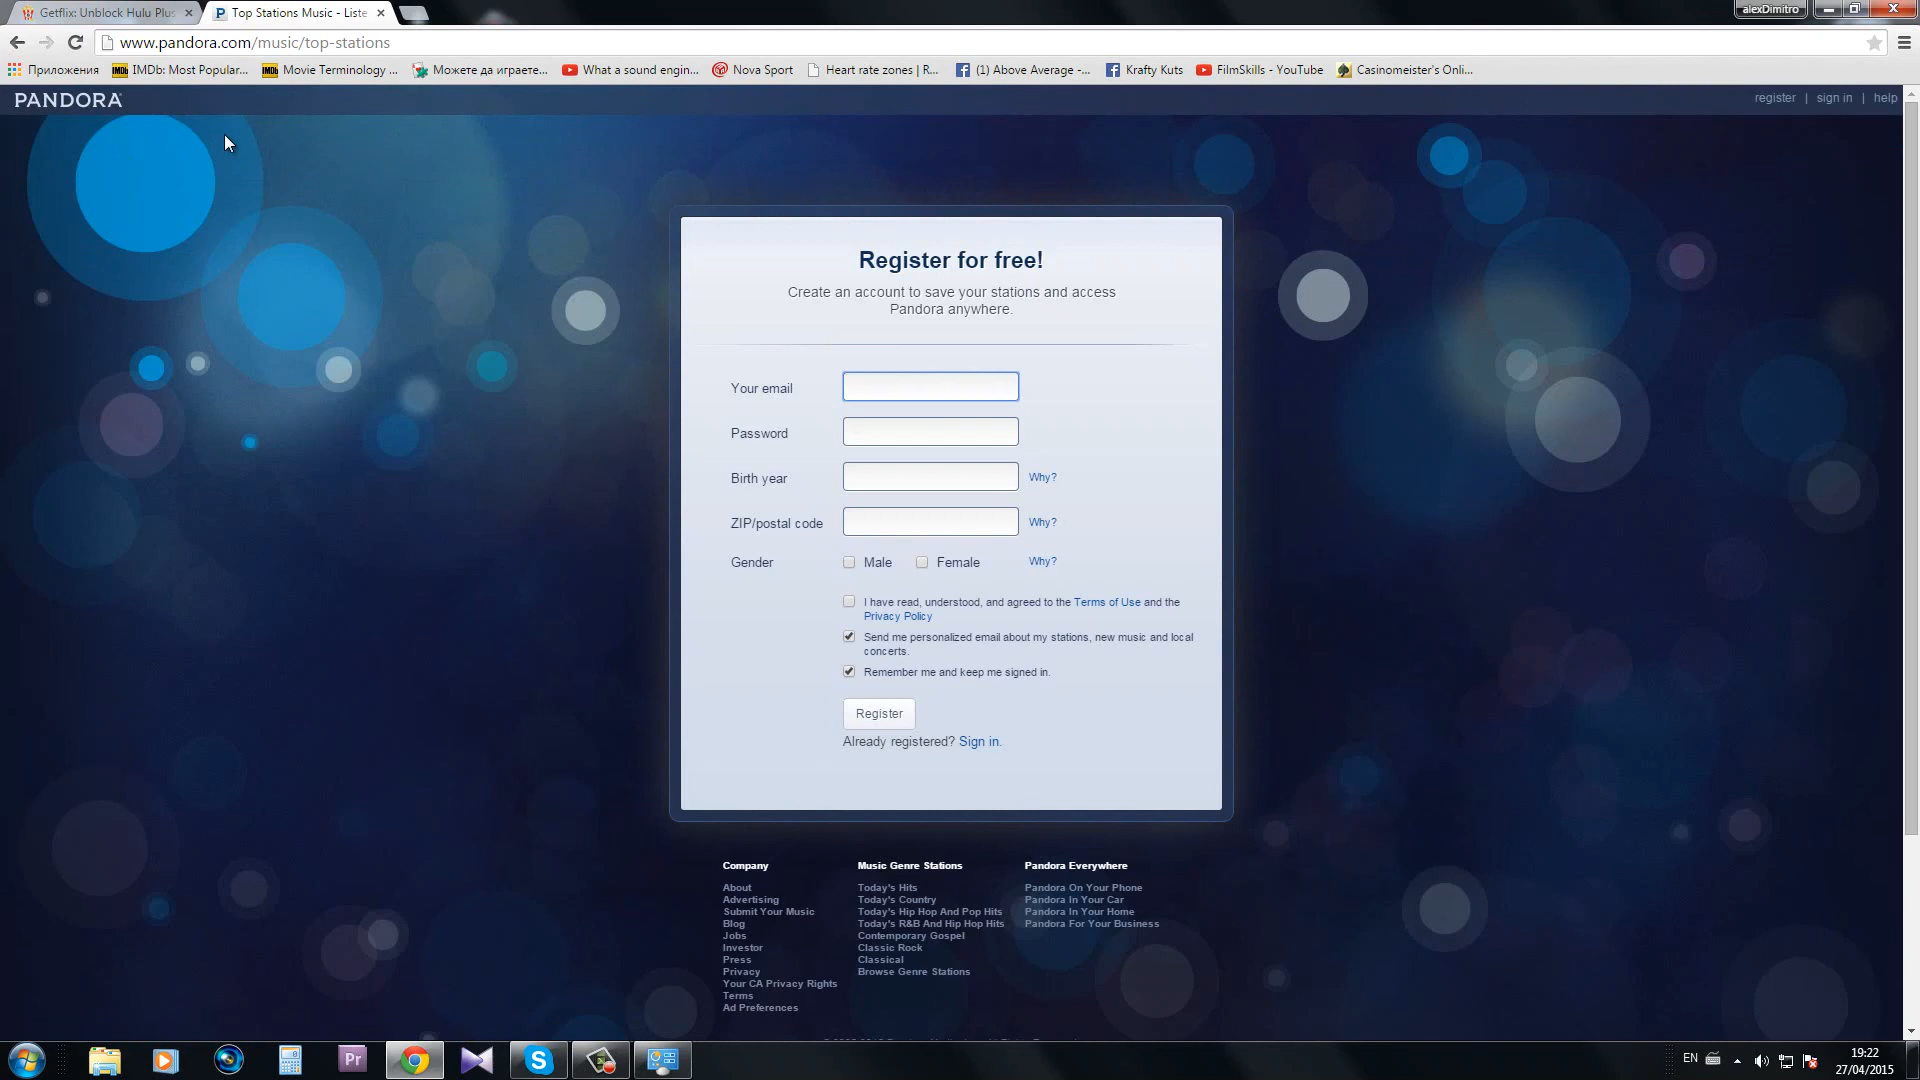 Getflix: Unblock Hulu Plus
Top Stations Music - Liste
alexDimitro
www.pandora.com/music/top-stations
Приложения
IMDb: Most Popular...
Movie Terminology ...
Можете да играете...
What a sound engin...
Nova Sport
Heart rate zones | R...
(1) Above Average -...
Krafty Kuts
FilmSkills - YouTube
Casinomeister's Onli...
PANDORA
register | sign in | help
Register for free!
Create an account to save your stations and access
Pandora anywhere.
Your email
Password
Birth year Why?
ZIP/postal code Why?
Gender Male Female Why?
I have read, understood, and agreed to the Terms of Use and the
Privacy Policy
Send me personalized email about my stations, new music and local
concerts.
Remember me and keep me signed in.
Register
Already registered? Sign in.
Company
About
Advertising
Submit Your Music
Blog
Jobs
Investor
Press
Privacy
Your CA Privacy Rights
Terms
Ad Preferences
Music Genre Stations
Today's Hits
Today's Country
Today's Hip Hop And Pop Hits
Today's R&B And Hip Hop Hits
Contemporary Gospel
Classic Rock
Classical
Browse Genre Stations
Pandora Everywhere
Pandora On Your Phone
Pandora In Your Car
Pandora In Your Home
Pandora For Your Business
Pr
EN
19:22
27/04/2015